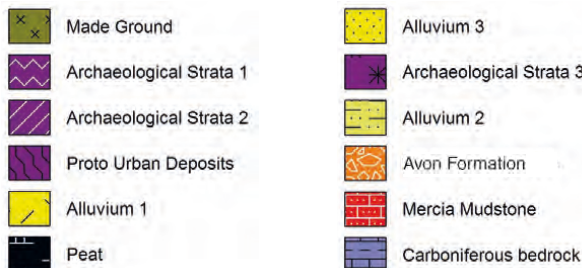 Made Ground
Archaeological Strata 1
Archaeological Strata 2
Proto Urban Deposits
Alluvium 1
Peat
Alluvium 3
Archaeological Strata 3
Alluvium 2
Avon Formation
Mercia Mudstone
Carboniferous bedrock